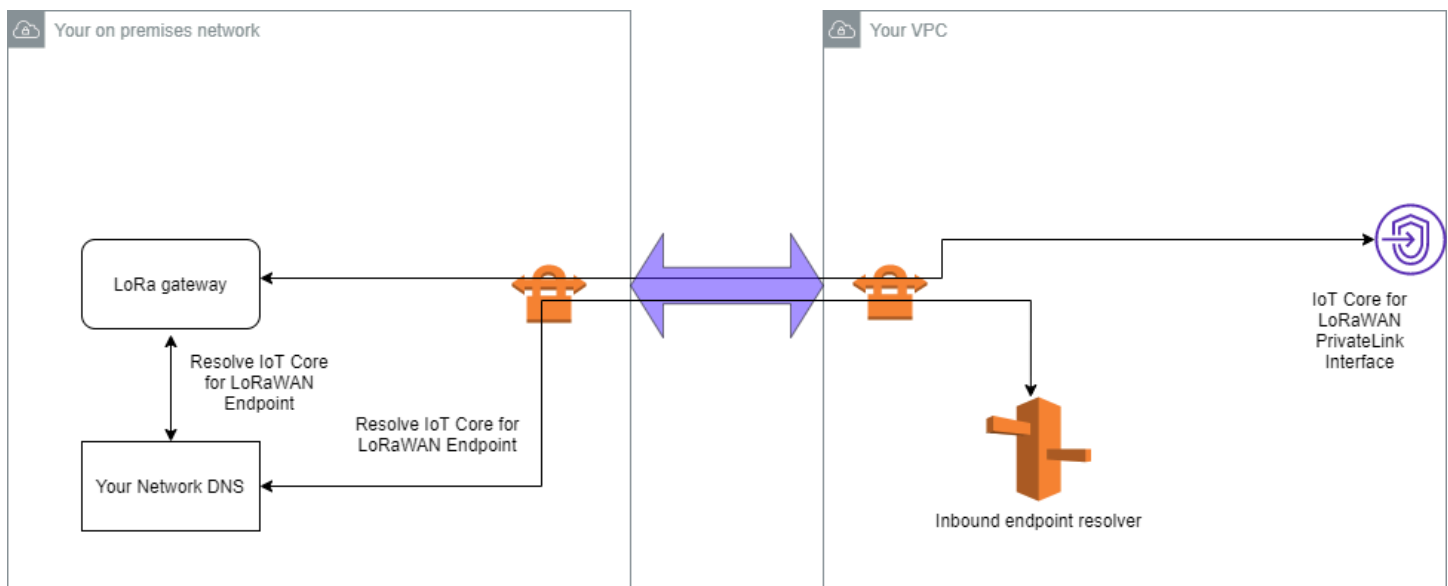 Your on premises network
Your VPC
LoRa gateway
IoT Core for
LoRaWAN
PrivateLink
Interface
Resolve IoT Core
for LoRaWAN
Endpoint
Resolve IoT Core for
LoRaWAN Endpoint
Your Network DNS
Inbound endpoint resolver